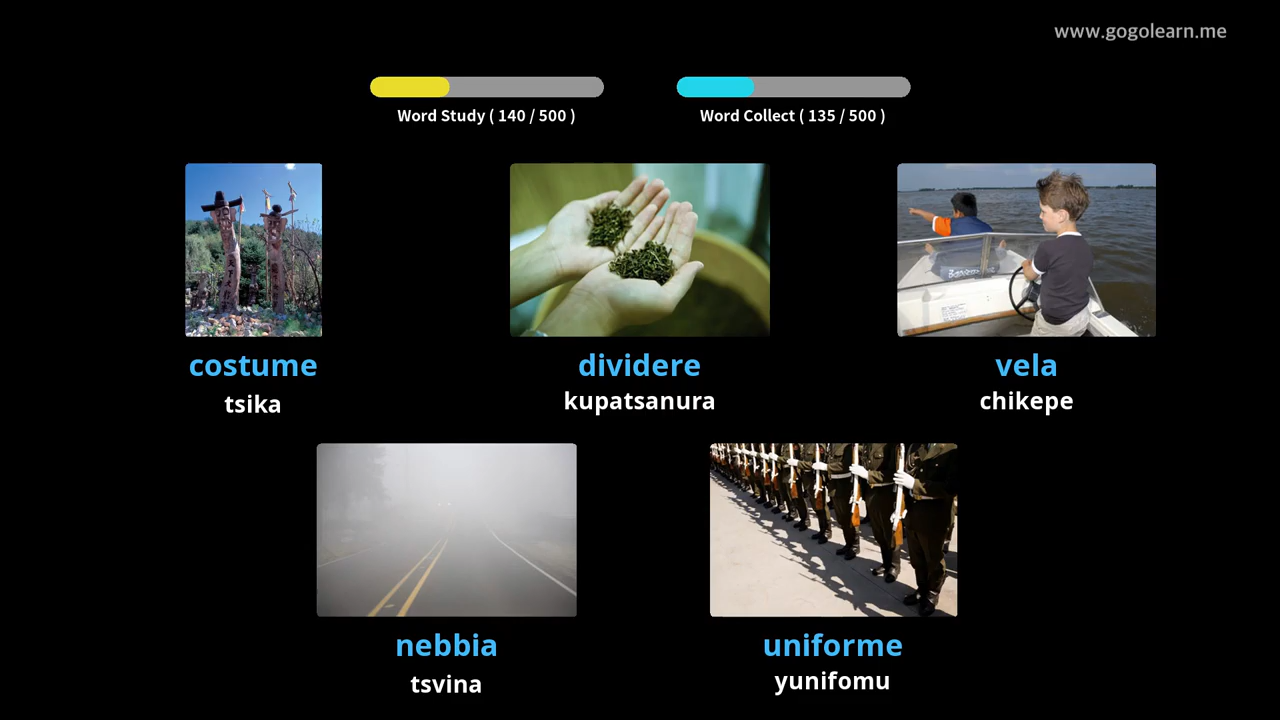 www.gogolearn.me
Word Study ( 140 / 500 )
Word Collect ( 135 / 500 )
costume
tsika
dividere
kupatsanura
vela
chikepe
nebbia
tsvina
uniforme
yunifomu